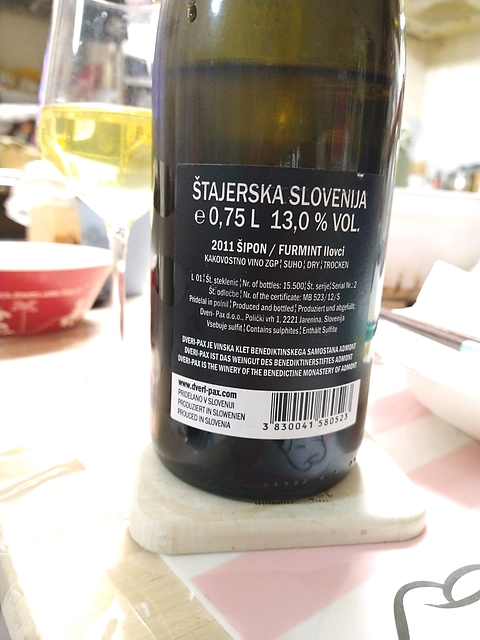 ŠTAJERSKA SLOVENIJA
℮ 0,75 L 13,0 % VOL.
2011 ŠIPON / FURMINT Ilovci
KAKOVOSTNO VINO ZGP ¦ SUHO ¦ DRY ¦ TROCKEN
L 01 ¦ Št. steklenic ¦ Nr. of bottles: 15.500 ¦ Št. serije ¦ Serial Nr.: 2
Št. odločbe ¦ Nr. of the certificate: MB 523/12/S
Pridelal in polnil ¦ Produced and bottled ¦ Produziert und abgefüllt:
Dveri- Pax d.o.o., Polički vrh 1, 2221 Jarenina, Slovenija
Vsebuje sulfit ¦ Contains sulphites ¦ Enthält Sulfite
DVERI-PAX JE VINSKA KLET BENEDIKTINSKEGA SAMOSTANA ADMONT
DVERI-PAX IST DAS WEINGUT DES BENEDIKTINERSTIFTES ADMONT
DVERI-PAX IS THE WINERY OF THE BENEDICTINE MONASTERY OF ADMONT
www.dveri-pax.com
PRIDELANO V SLOVENIJI
PRODUZIERT IN SLOWENIEN
PROUCED IN SLOVENIA
3 830041 580523